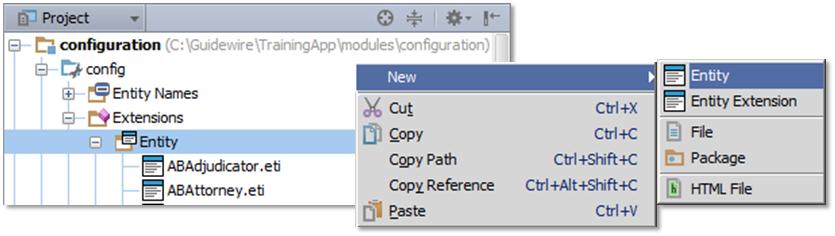 Project
configuration (C:\Guidewire\TrainingApp\modules\configuration)
config
Entity Names
Extensions
Entity
ABAdjudicator.eti
ABAttorney.eti
New
Cut Ctrl+X
Copy Ctrl+C
Copy Path Ctrl+Shift+C
Copy Reference Ctrl+Alt+Shift+C
Paste Ctrl+V
Entity
Entity Extension
File
Package
HTML File